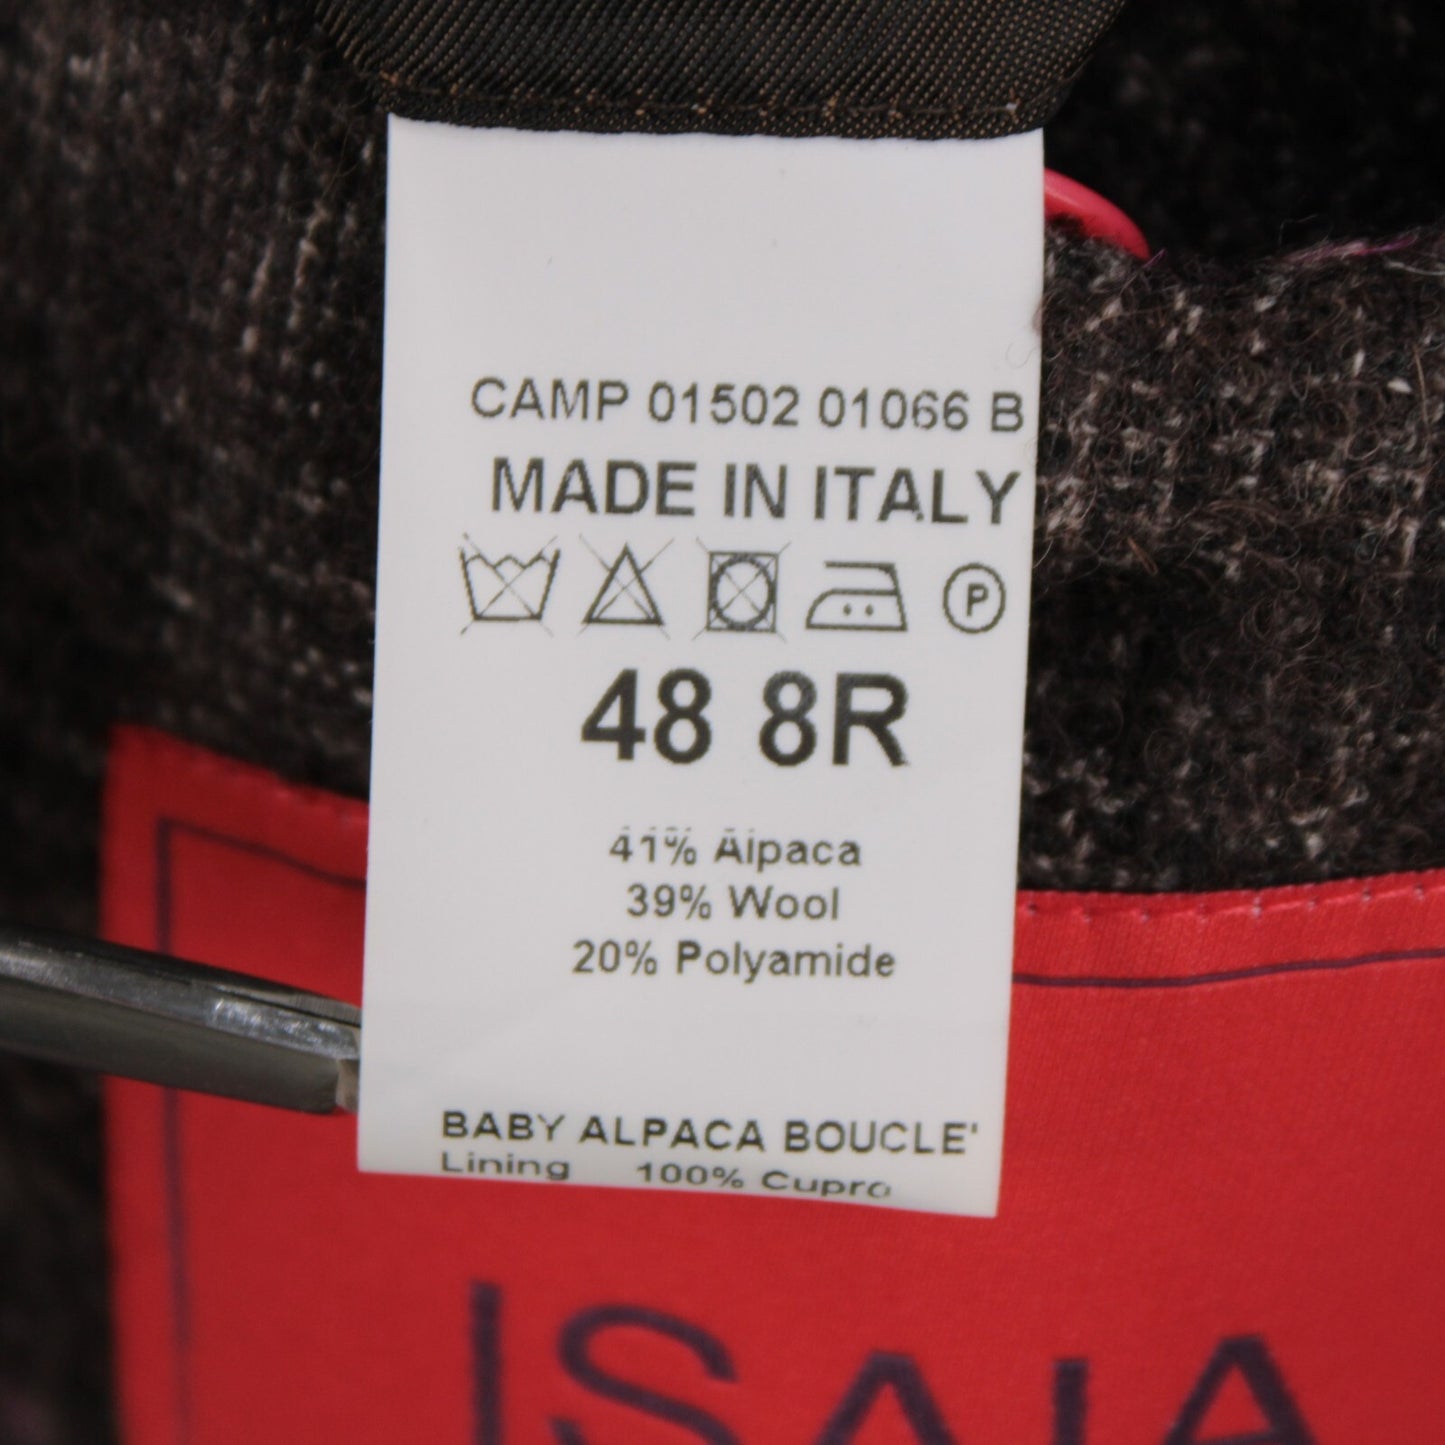 CAMP 01502 01066 B
MADE IN ITALY
P
48 8R
41% Alpaca
39% Wool
20% Polyamide
BABY ALPACA BOUCLE'
Lining 100% Cupro
ISAIA